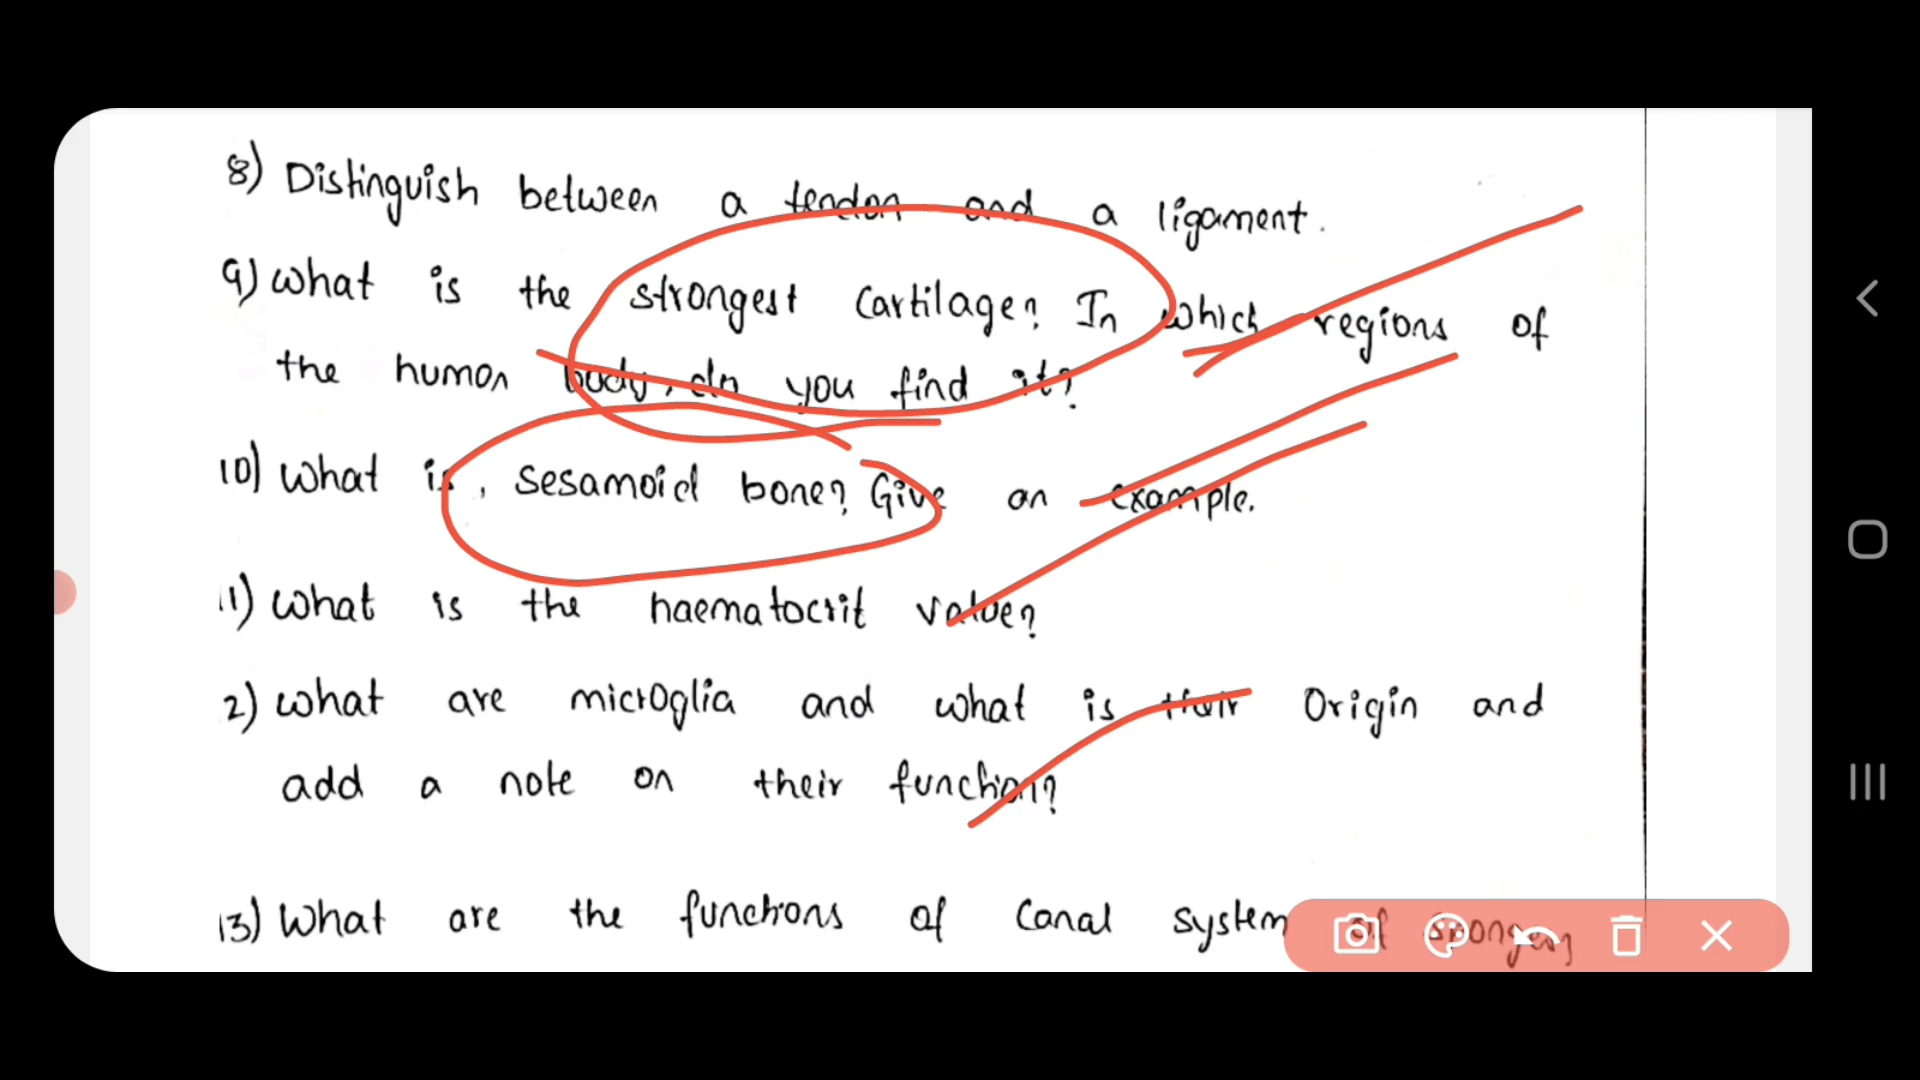 8) Distinguish between a tendon and a ligament.
9) what is the strongest Cartilage? In which regions of
the human body, do you find it?
10) What is, Sesamoid bone? Give an example.
11) what is the haematocrit value?
2) what are microglia and what is their Origin and
add a note on their function?
13) What are the functions of Canal system of sponges